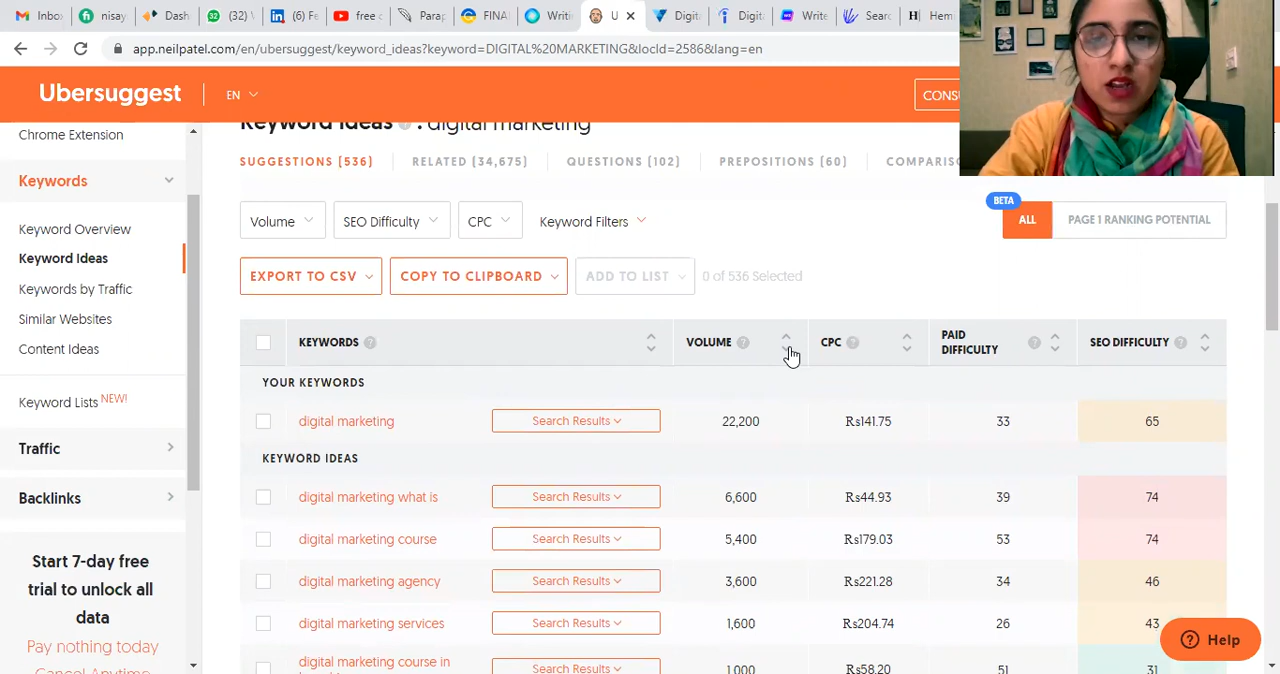 Inbox
nisay
Dash
(32)
(6) Fe
free c
Parap
FINA
Writi
U
Digita
Digita
Write
Searc
Hem
app.neilpatel.com/en/ubersuggest/keyword_ideas?keyword=DIGITAL%20MARKETING&locId=2586&lang=en
Ubersuggest
EN
CONSU
Chrome Extension
Keywords
Keyword Overview
Keyword Ideas
Keywords by Traffic
Similar Websites
Content Ideas
Keyword Lists NEW!
Traffic
Backlinks
Start 7-day free
trial to unlock all
data
Pay nothing today
Cancel Anytime
Keyword Ideas : digital marketing
SUGGESTIONS (536) RELATED (34,675) QUESTIONS (102) PREPOSITIONS (60) COMPARISO
Volume SEO Difficulty CPC Keyword Filters
BETA
ALL PAGE 1 RANKING POTENTIAL
EXPORT TO CSV COPY TO CLIPBOARD ADD TO LIST 0 of 536 Selected
KEYWORDS VOLUME CPC PAID DIFFICULTY SEO DIFFICULTY
YOUR KEYWORDS
digital marketing Search Results 22,200 Rs141.75 33 65
KEYWORD IDEAS
digital marketing what is Search Results 6,600 Rs44.93 39 74
digital marketing course Search Results 5,400 Rs179.03 53 74
digital marketing agency Search Results 3,600 Rs221.28 34 46
digital marketing services Search Results 1,600 Rs204.74 26 43
digital marketing course in Search Results 1,000 Rs58.20 51 31
Help